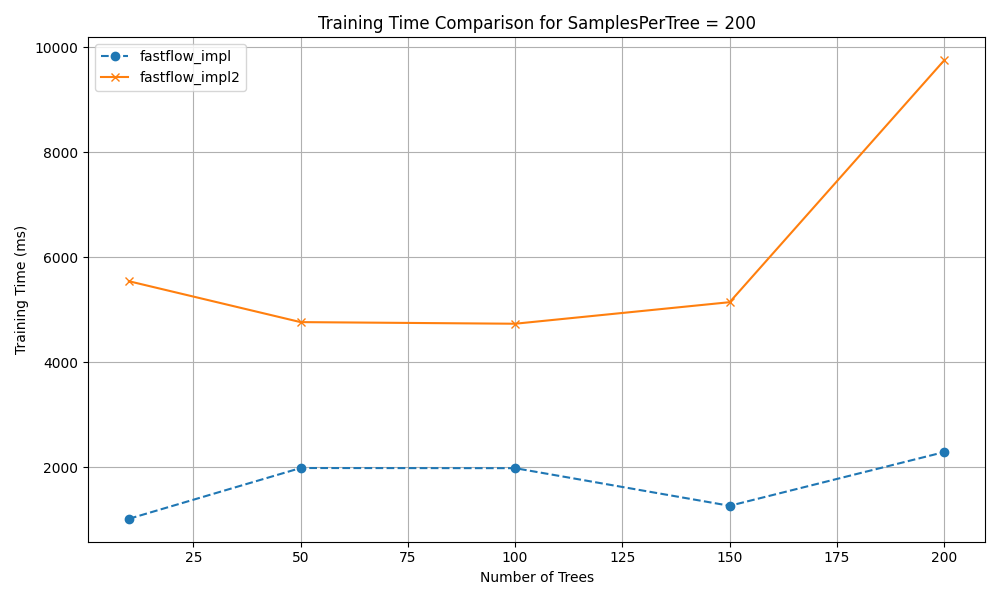 Training Time Comparison for SamplesPerTree = 200
fastflow_impl
fastflow_impl2
10000
8000
6000
4000
2000
Training Time (ms)
25
50
75
100
125
150
175
200
Number of Trees